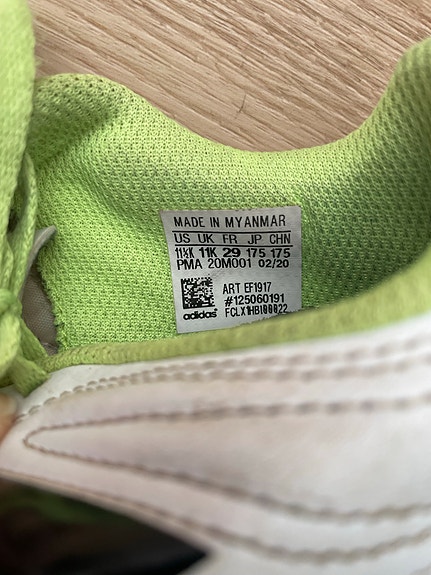 MADE IN MYANMAR
US UK FR JP CHN
11½K 11K 29 175 175
PMA 20M001 02/20
ART EF1917
#125060191
FCLX1HBI00022
adidas